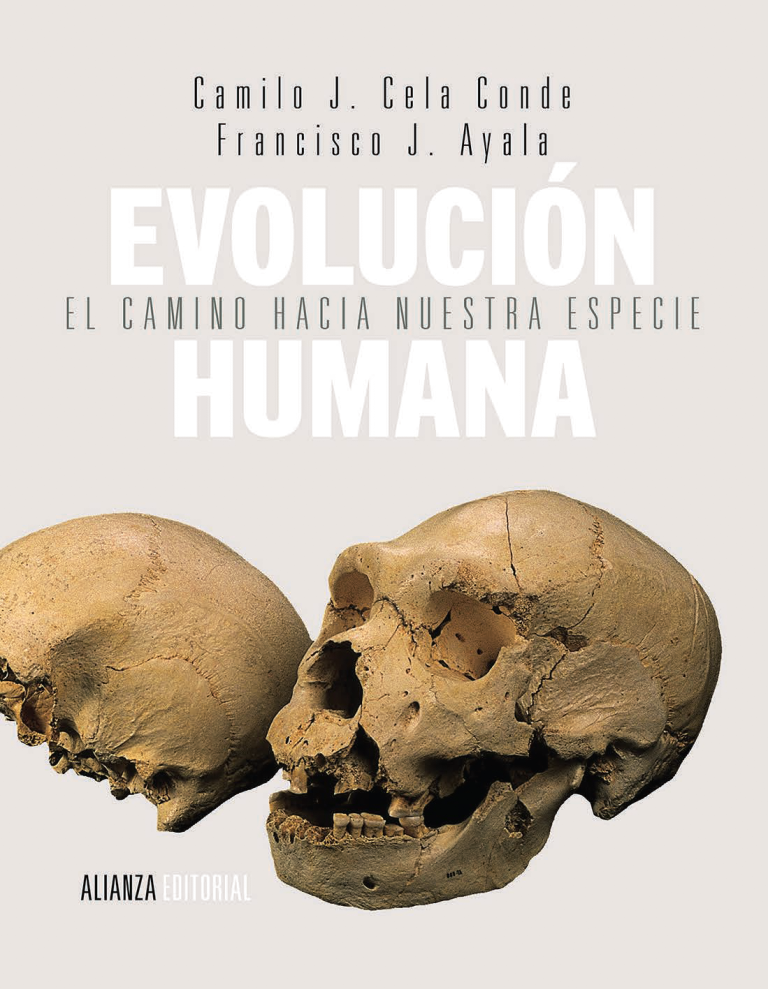 Camilo J. Cela Conde
Francisco J. Ayala
EVOLUCIÓN
EL CAMINO HACIA NUESTRA ESPECIE
HUMANA
ALIANZA EDITORIAL